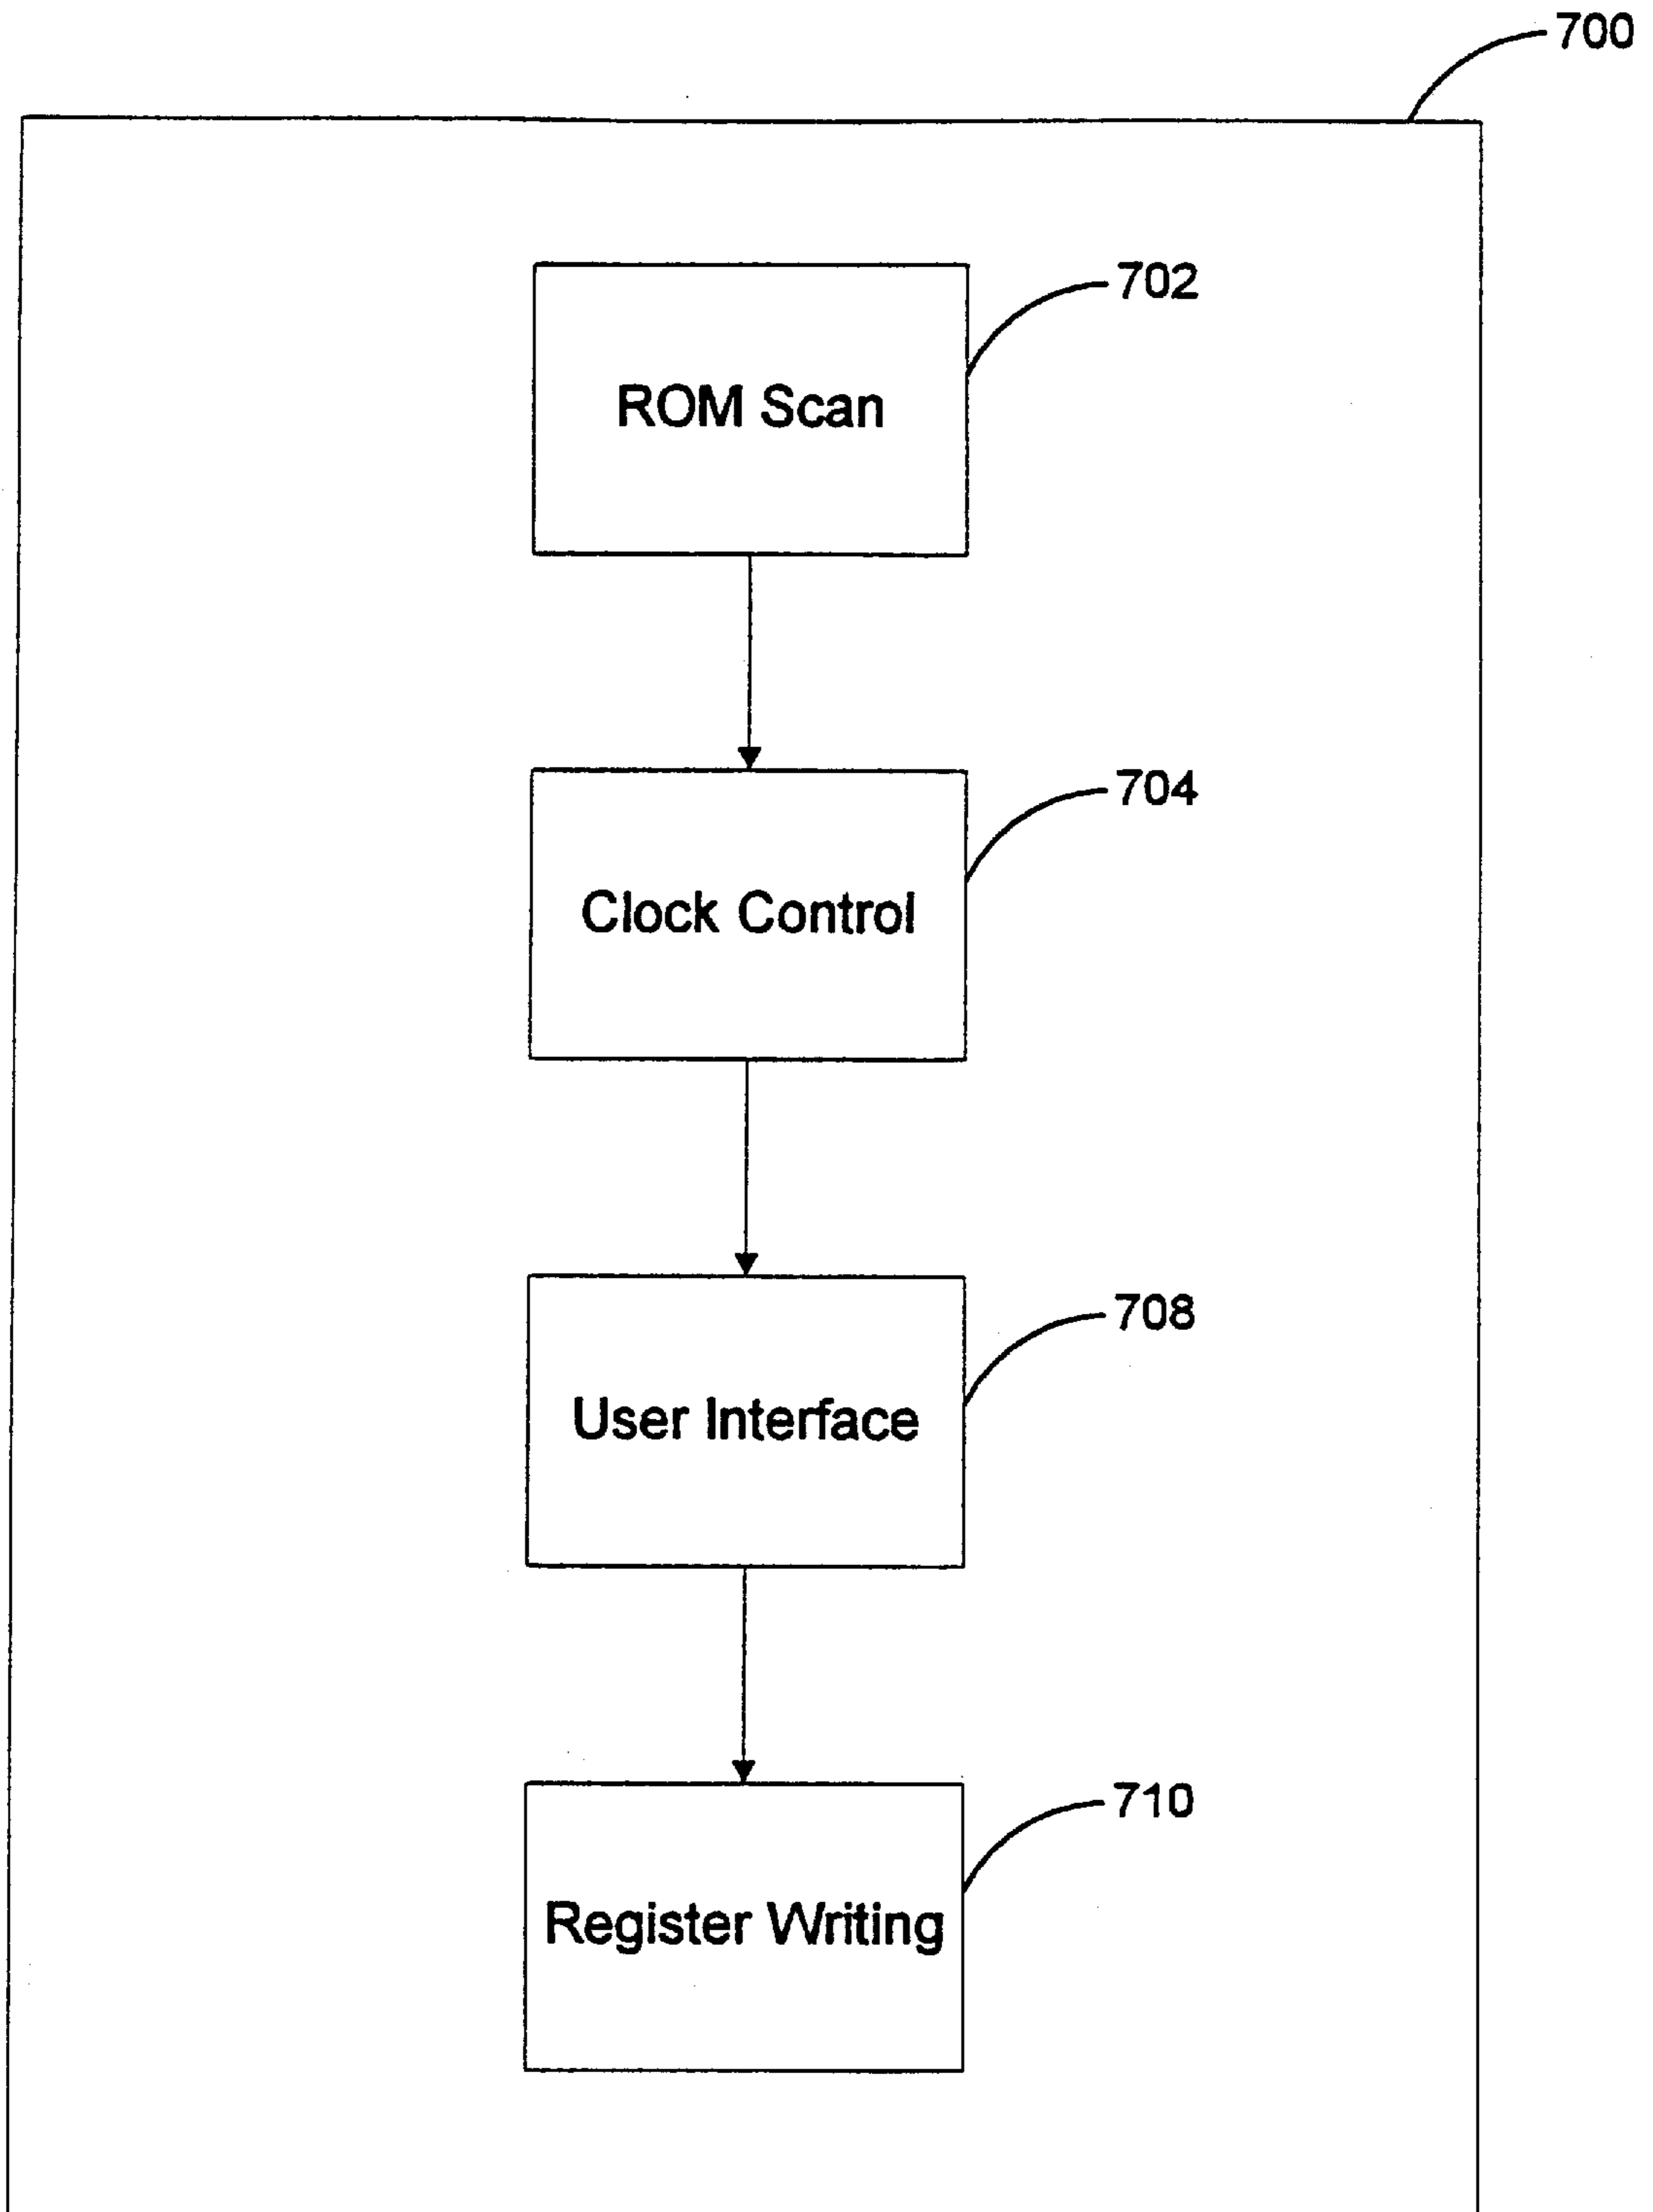 700
702
ROM Scan
704
Clock Control
708
User Interface
710
Register Writing